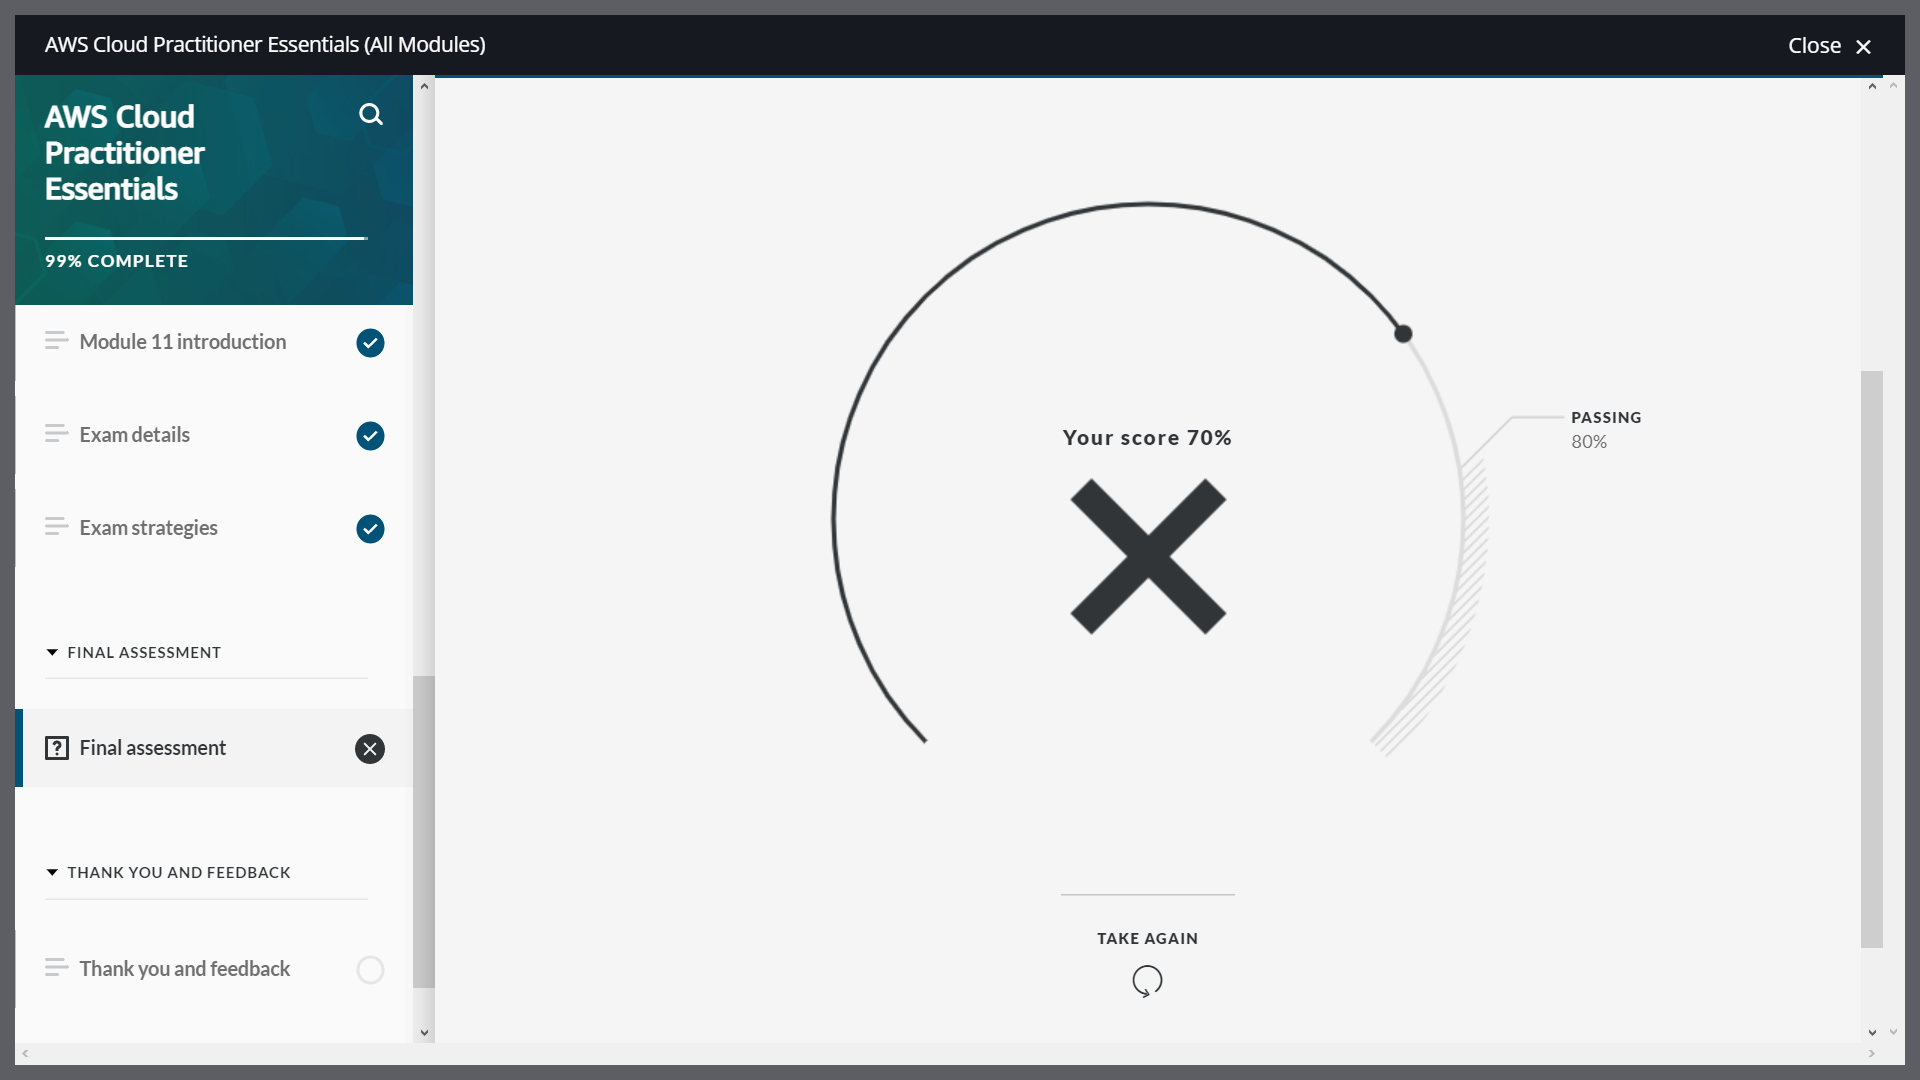 AWS Cloud Practitioner Essentials (All Modules)
Close
AWS Cloud
Practitioner
Essentials
99% COMPLETE
Module 11 introduction
Exam details
Exam strategies
FINAL ASSESSMENT
Final assessment
THANK YOU AND FEEDBACK
Thank you and feedback
Your score 70%
PASSING
80%
TAKE AGAIN